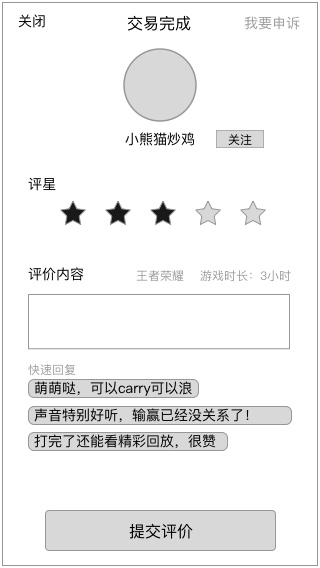 关闭 交易完成 我要申诉
小熊猫炒鸡 关注
评星
评价内容 王者荣耀 游戏时长：3小时
快速回复
萌萌哒，可以carry可以浪
声音特别好听，输赢已经没关系了！
打完了还能看精彩回放，很赞
提交评价